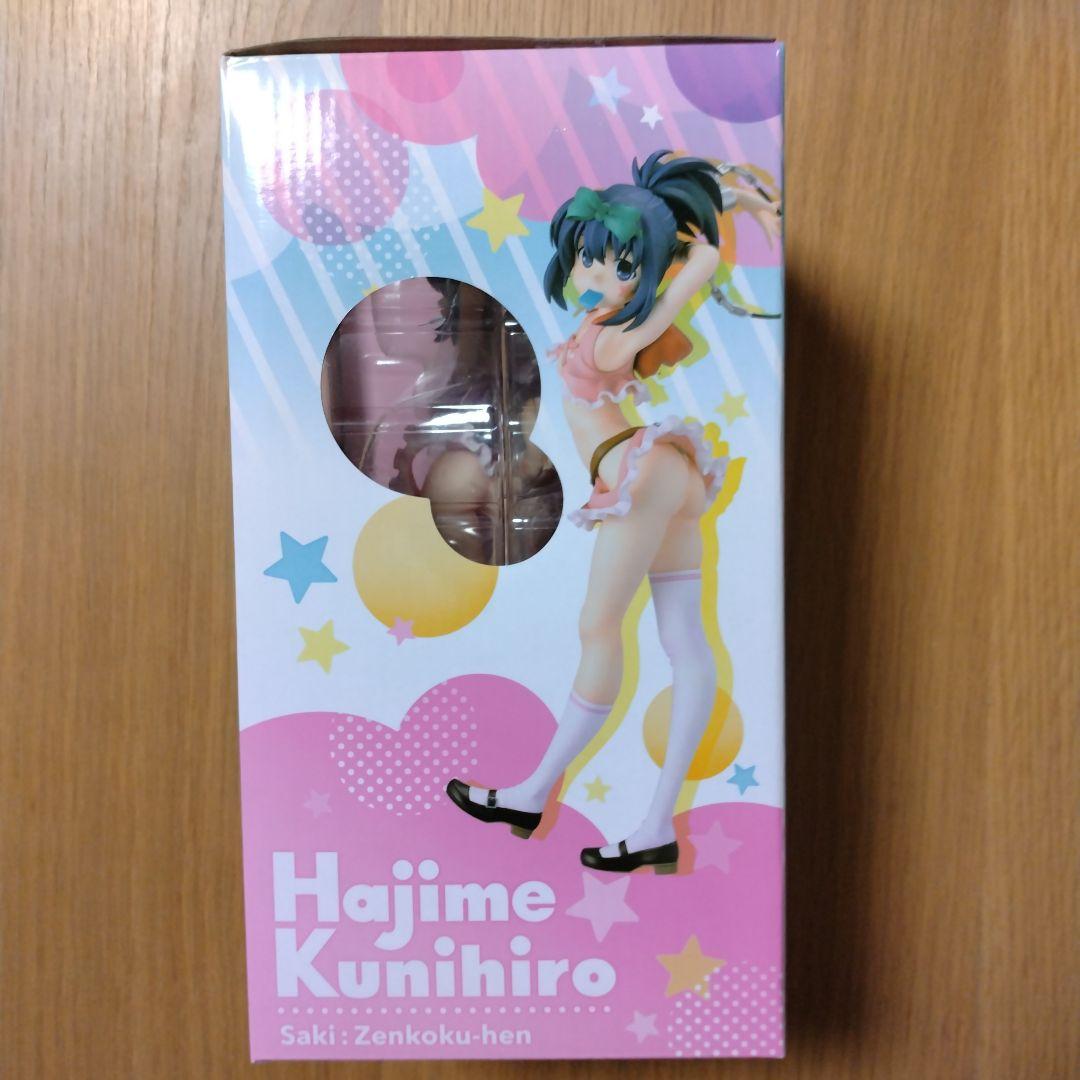 Hajime
Kunihiro
Saki : Zenkoku-hen